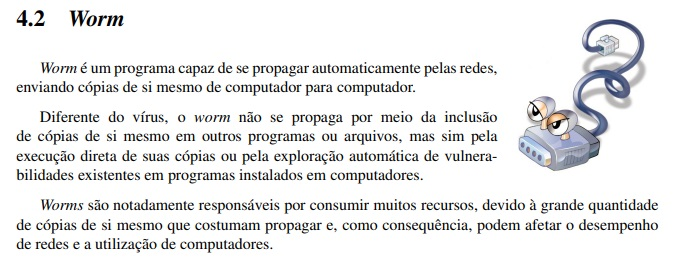 4.2 Worm
Worm é um programa capaz de se propagar automaticamente pelas redes,
enviando cópias de si mesmo de computador para computador.
Diferente do vírus, o worm não se propaga por meio da inclusão
de cópias de si mesmo em outros programas ou arquivos, mas sim pela
execução direta de suas cópias ou pela exploração automática de vulnera-
bilidades existentes em programas instalados em computadores.
Worms são notadamente responsáveis por consumir muitos recursos, devido à grande quantidade
de cópias de si mesmo que costumam propagar e, como consequência, podem afetar o desempenho
de redes e a utilização de computadores.